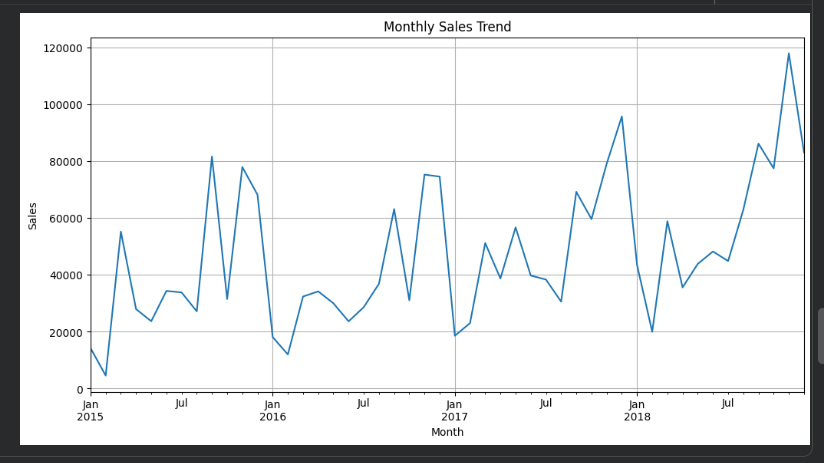 Monthly Sales Trend
120000
100000
80000
60000
40000
20000
0
Sales
Jan Jul Jan Jul Jan Jul Jan Jul
2015 2016 2017 2018
Month